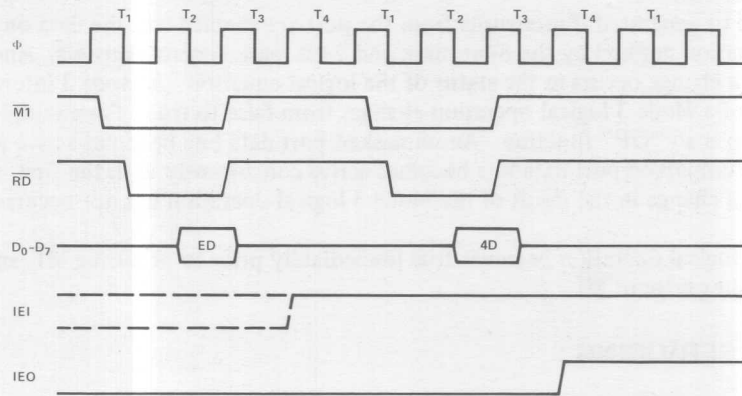 T1 T2 T3 T4 T1 T2 T3 T4 T1
Φ
M1
RD
D0-D7 ED 4D
IEI
IEO